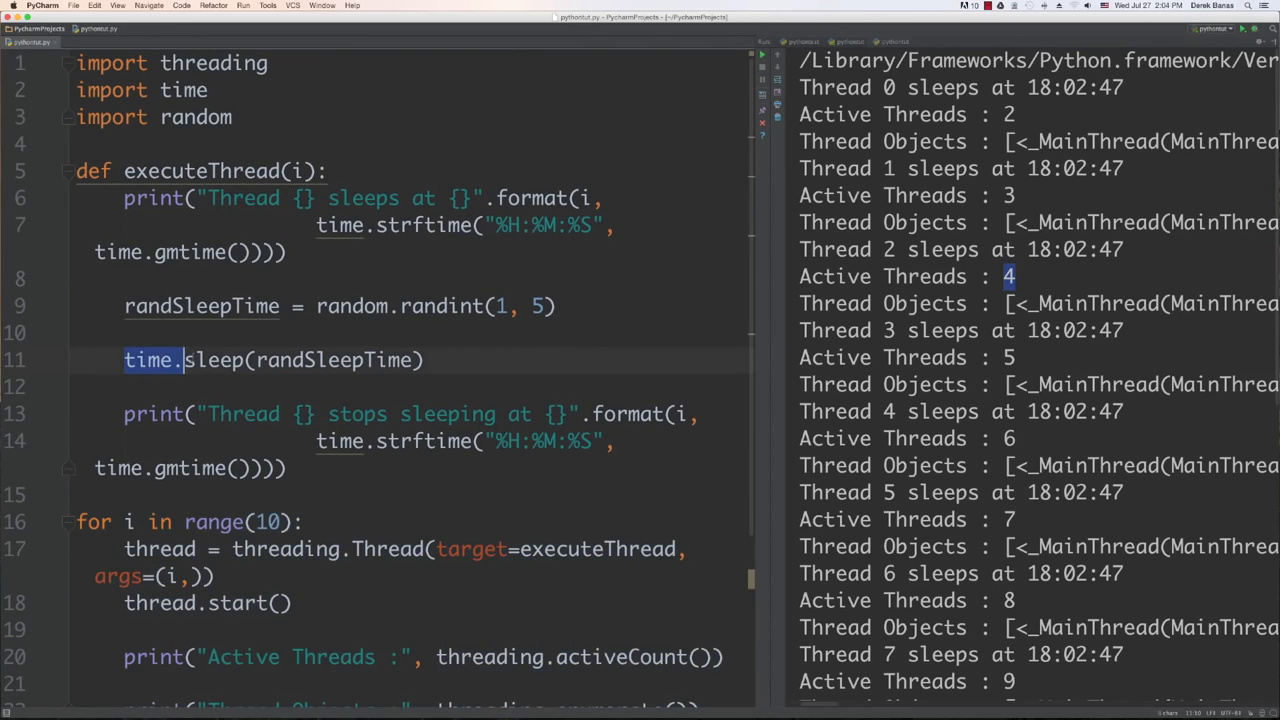 PyCharm File Edit View Navigate Code Refactor Run Tools VCS Window Help
10 Wed Jul 27 2:04 PM Derek Banas
pythontut.py - PycharmProjects - [~/PycharmProjects]
PycharmProjects pythontut.py
pythontut
pythontut.py
Run pythontut pythontut pythontut
1 import threading
2 import time
3 import random
4
5 def executeThread(i):
6 print("Thread {} sleeps at {}".format(i,
7 time.strftime("%H:%M:%S",
time.gmtime())))
8
9 randSleepTime = random.randint(1, 5)
10
11 time.sleep(randSleepTime)
12
13 print("Thread {} stops sleeping at {}".format(i,
14 time.strftime("%H:%M:%S",
time.gmtime())))
15
16 for i in range(10):
17 thread = threading.Thread(target=executeThread,
args=(i,))
18 thread.start()
19
20 print("Active Threads :", threading.activeCount())
21
/Library/Frameworks/Python.framework/Ver
Thread 0 sleeps at 18:02:47
Active Threads : 2
Thread Objects : [<_MainThread(MainThrea
Thread 1 sleeps at 18:02:47
Active Threads : 3
Thread Objects : [<_MainThread(MainThrea
Thread 2 sleeps at 18:02:47
Active Threads : 4
Thread Objects : [<_MainThread(MainThrea
Thread 3 sleeps at 18:02:47
Active Threads : 5
Thread Objects : [<_MainThread(MainThrea
Thread 4 sleeps at 18:02:47
Active Threads : 6
Thread Objects : [<_MainThread(MainThrea
Thread 5 sleeps at 18:02:47
Active Threads : 7
Thread Objects : [<_MainThread(MainThrea
Thread 6 sleeps at 18:02:47
Active Threads : 8
Thread Objects : [<_MainThread(MainThrea
Thread 7 sleeps at 18:02:47
Active Threads : 9